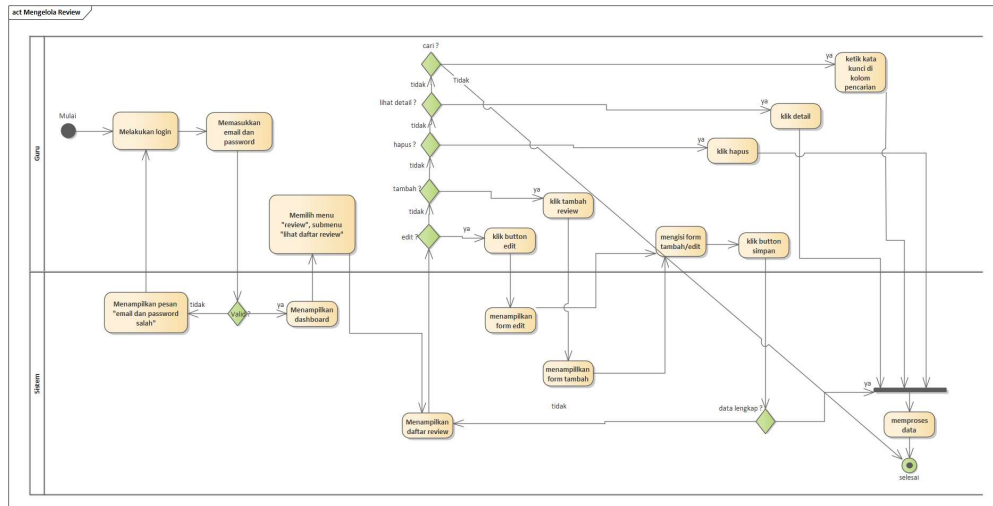 act Mengelola Review
Guru
Mulai
Melakukan login
Memasukkan
email dan
password
Memilih menu
"review", submenu
"lihat daftar review"
cari ?
Tidak
ya
ketik kata
kunci di
kolom
pencarian
tidak
lihat detail ?
ya
klik detail
tidak
hapus ?
ya
klik hapus
tidak
tambah ?
ya
klik tambah
review
tidak
edit ?
ya
klik button
edit
mengisi form
tambah/edit
klik button
simpan
Sistem
Menampilkan pesan
"email dan password
salah"
tidak
Valid ?
ya
Menampilkan
dashboard
menampilkan
form edit
menampillkan
form tambah
Menampilkan
daftar review
tidak
data lengkap ?
ya
memproses
data
selesai